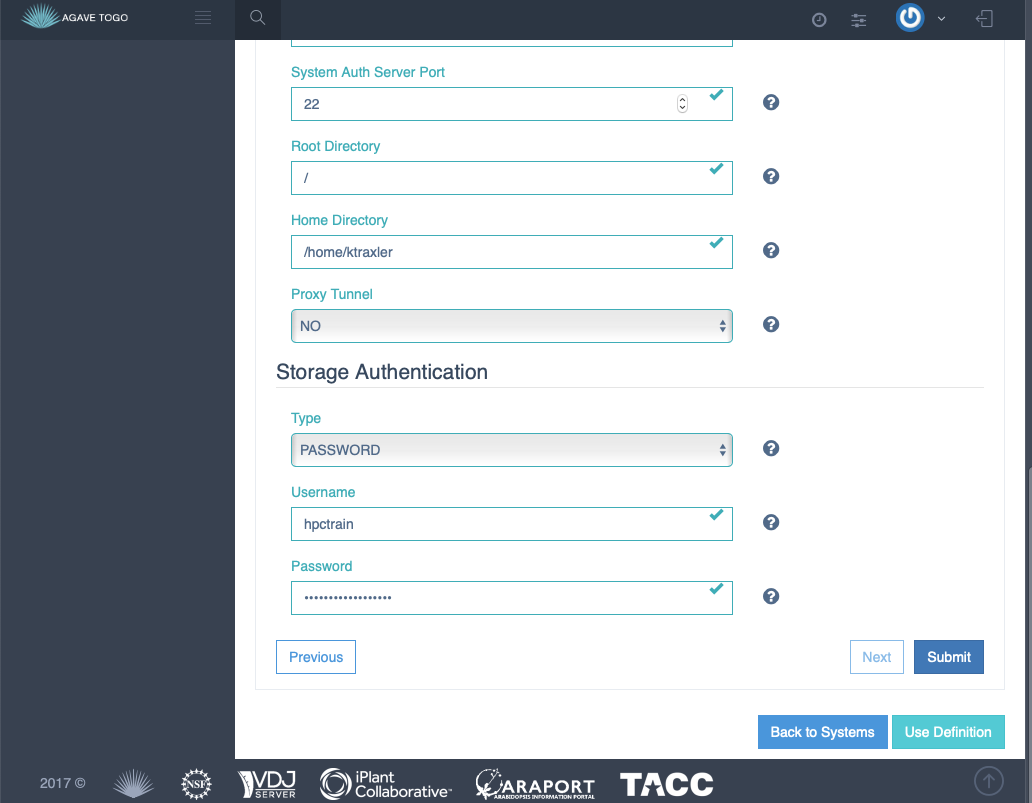 AGAVE TOGO
System Auth Server Port
22
Root Directory
/
Home Directory
/home/ktraxler
Proxy Tunnel
NO
Storage Authentication
Type
PASSWORD
Username
hpctrain
Password
••••••••••••••••••
Previous
Next
Submit
Back to Systems
Use Definition
2017 ©
NSF
VDJ
SERVER
iPlant
Collaborative™
ARAPORT
ARABIDOPSIS INFORMATION PORTAL
TACC